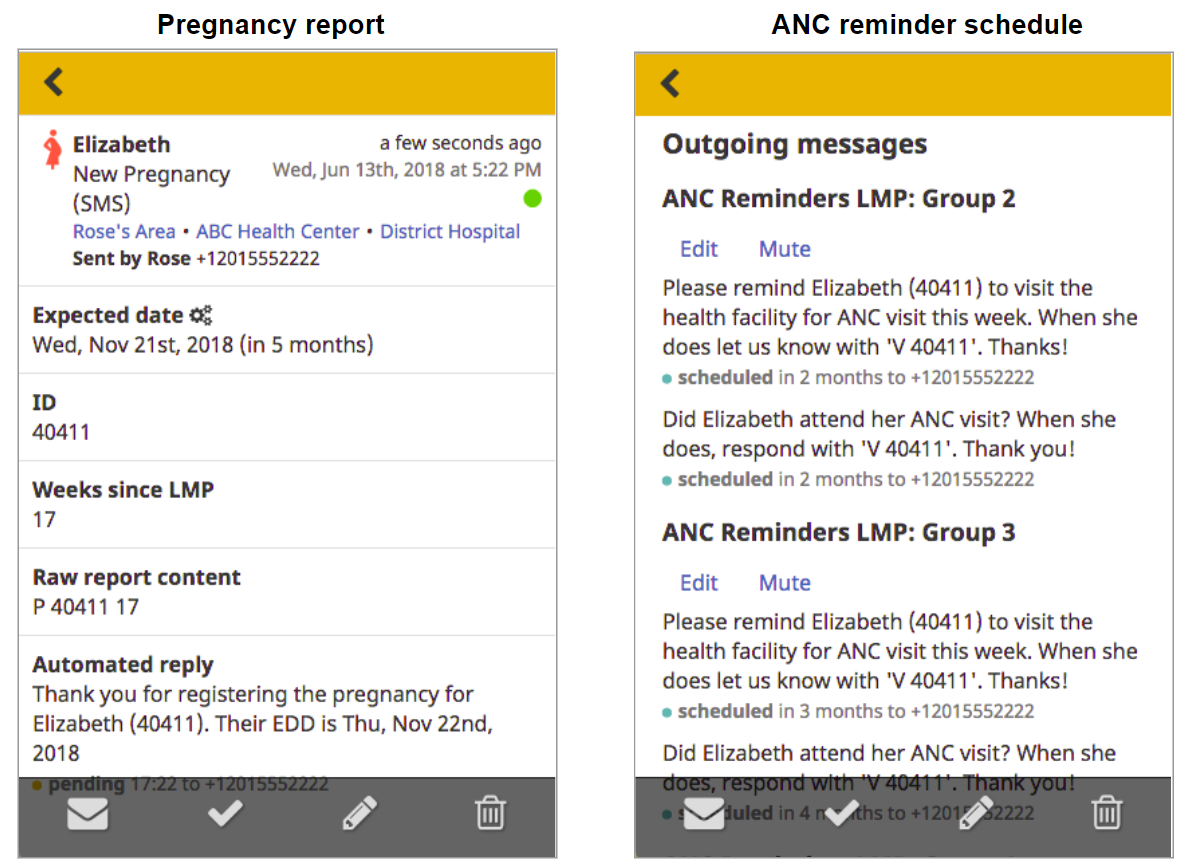 Pregnancy report
Elizabeth
a few seconds ago
New Pregnancy
(SMS)
Wed, Jun 13th, 2018 at 5:22 PM
Rose's Area • ABC Health Center • District Hospital
Sent by Rose +12015552222
Expected date
Wed, Nov 21st, 2018 (in 5 months)
ID
40411
Weeks since LMP
17
Raw report content
P 40411 17
Automated reply
Thank you for registering the pregnancy for
Elizabeth (40411). Their EDD is Thu, Nov 22nd,
2018
pending 17:22 to +12015552222
ANC reminder schedule
Outgoing messages
ANC Reminders LMP: Group 2
Edit Mute
Please remind Elizabeth (40411) to visit the
health facility for ANC visit this week. When she
does let us know with 'V 40411'. Thanks!
scheduled in 2 months to +12015552222
Did Elizabeth attend her ANC visit? When she
does, respond with 'V 40411'. Thank you!
scheduled in 2 months to +12015552222
ANC Reminders LMP: Group 3
Edit Mute
Please remind Elizabeth (40411) to visit the
health facility for ANC visit this week. When she
does let us know with 'V 40411'. Thanks!
scheduled in 3 months to +12015552222
Did Elizabeth attend her ANC visit? When she
does, respond with 'V 40411'. Thank you!
in 4